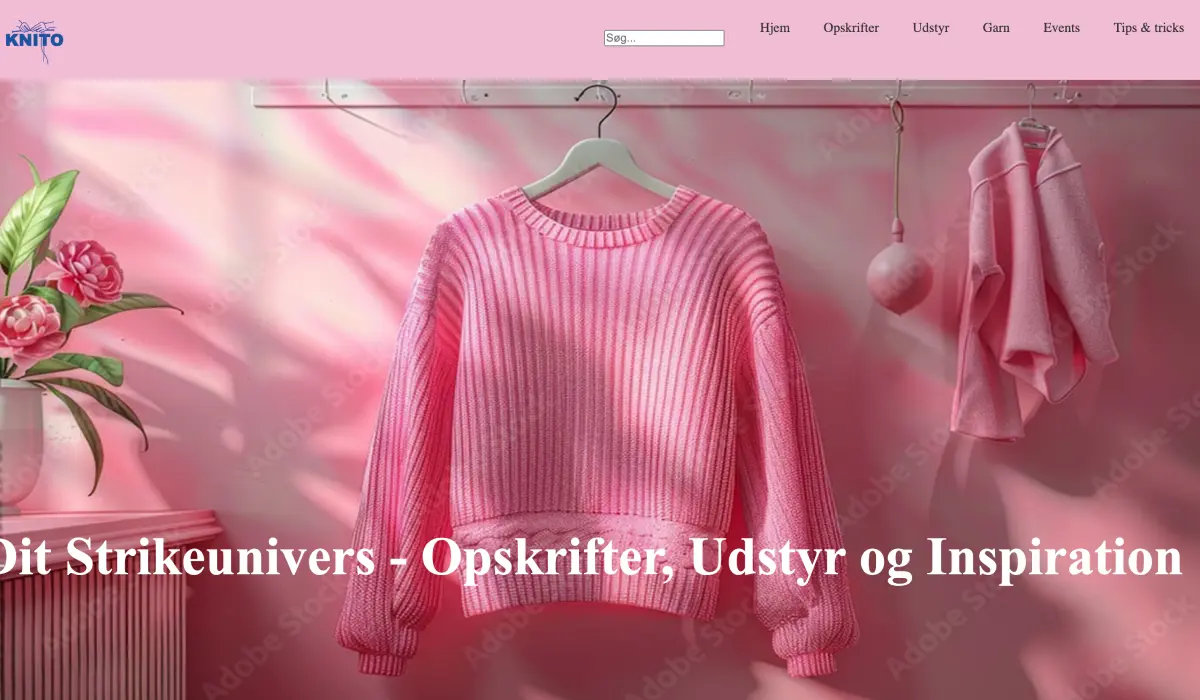 KNITO
Søg...
Hjem Opskrifter Udstyr Garn Events Tips & tricks
Dit Strikeunivers - Opskrifter, Udstyr og Inspiration
Adobe Stock